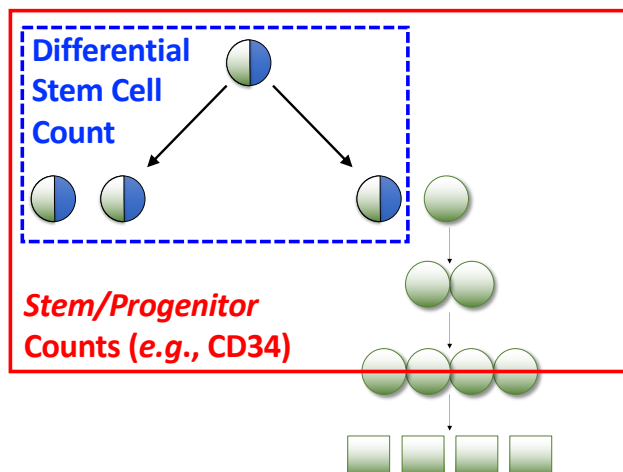 Differential
Stem Cell
Count
Stem/Progenitor
Counts (e.g., CD34)